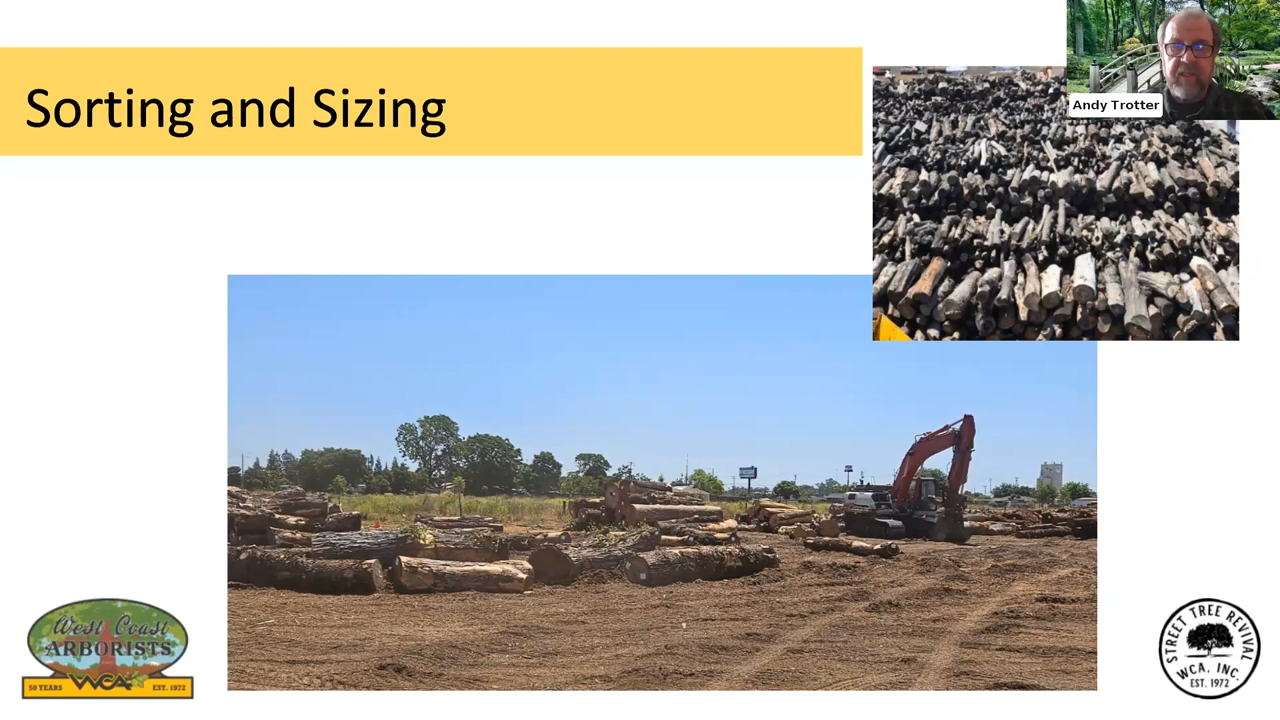 Sorting and Sizing
Andy Trotter
West Coast
ARBORISTS
WCA
50 YEARS
EST. 1972
STREET TREE REVIVAL
WCA, INC.
EST. 1972